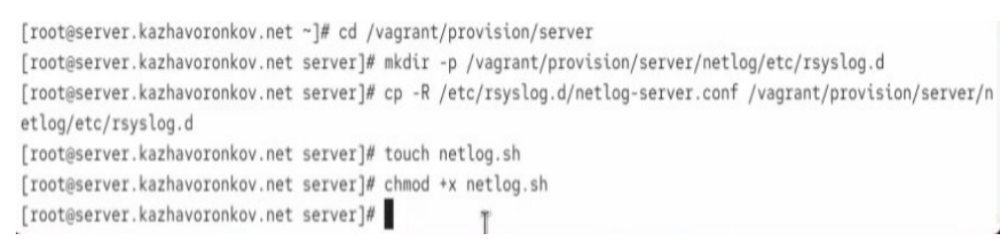 [root@server.kazhavoronkov.net ~]# cd /vagrant/provision/server
[root@server.kazhavoronkov.net server]# mkdir -p /vagrant/provision/server/netlog/etc/rsyslog.d
[root@server.kazhavoronkov.net server]# cp -R /etc/rsyslog.d/netlog-server.conf /vagrant/provision/server/n
etlog/etc/rsyslog.d
[root@server.kazhavoronkov.net server]# touch netlog.sh
[root@server.kazhavoronkov.net server]# chmod +x netlog.sh
[root@server.kazhavoronkov.net server]#